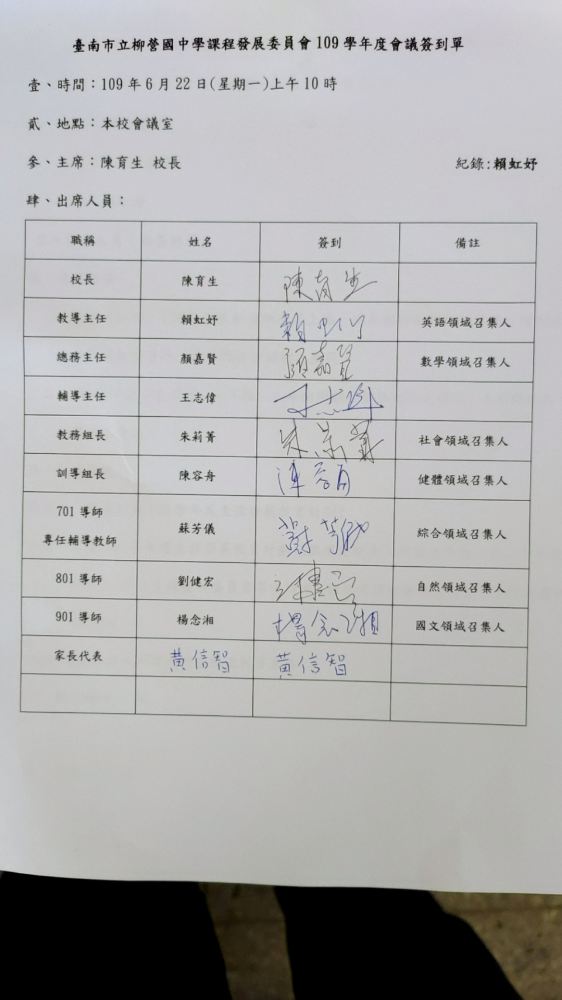 臺南市立柳營國中學課程發展委員會109學年度會議簽到單
壹、時間：109年6月22日(星期一)上午10時
貳、地點：本校會議室
參、主席：陳育生 校長 紀錄:賴虹妤
肆、出席人員：
職稱 姓名 簽到 備註
校長 陳育生 陳育生
教導主任 賴虹妤 賴虹妤 英語領域召集人
總務主任 顏嘉賢 顏嘉賢 數學領域召集人
輔導主任 王志偉 王志偉
教務組長 朱莉菁 朱莉菁 社會領域召集人
訓導組長 陳容舟 陳容舟 健體領域召集人
701導師
專任輔導教師 蘇芳儀 蘇芳儀 綜合領域召集人
801導師 劉健宏 劉健宏 自然領域召集人
901導師 楊念湘 楊念湘 國文領域召集人
家長代表 黃信智 黃信智